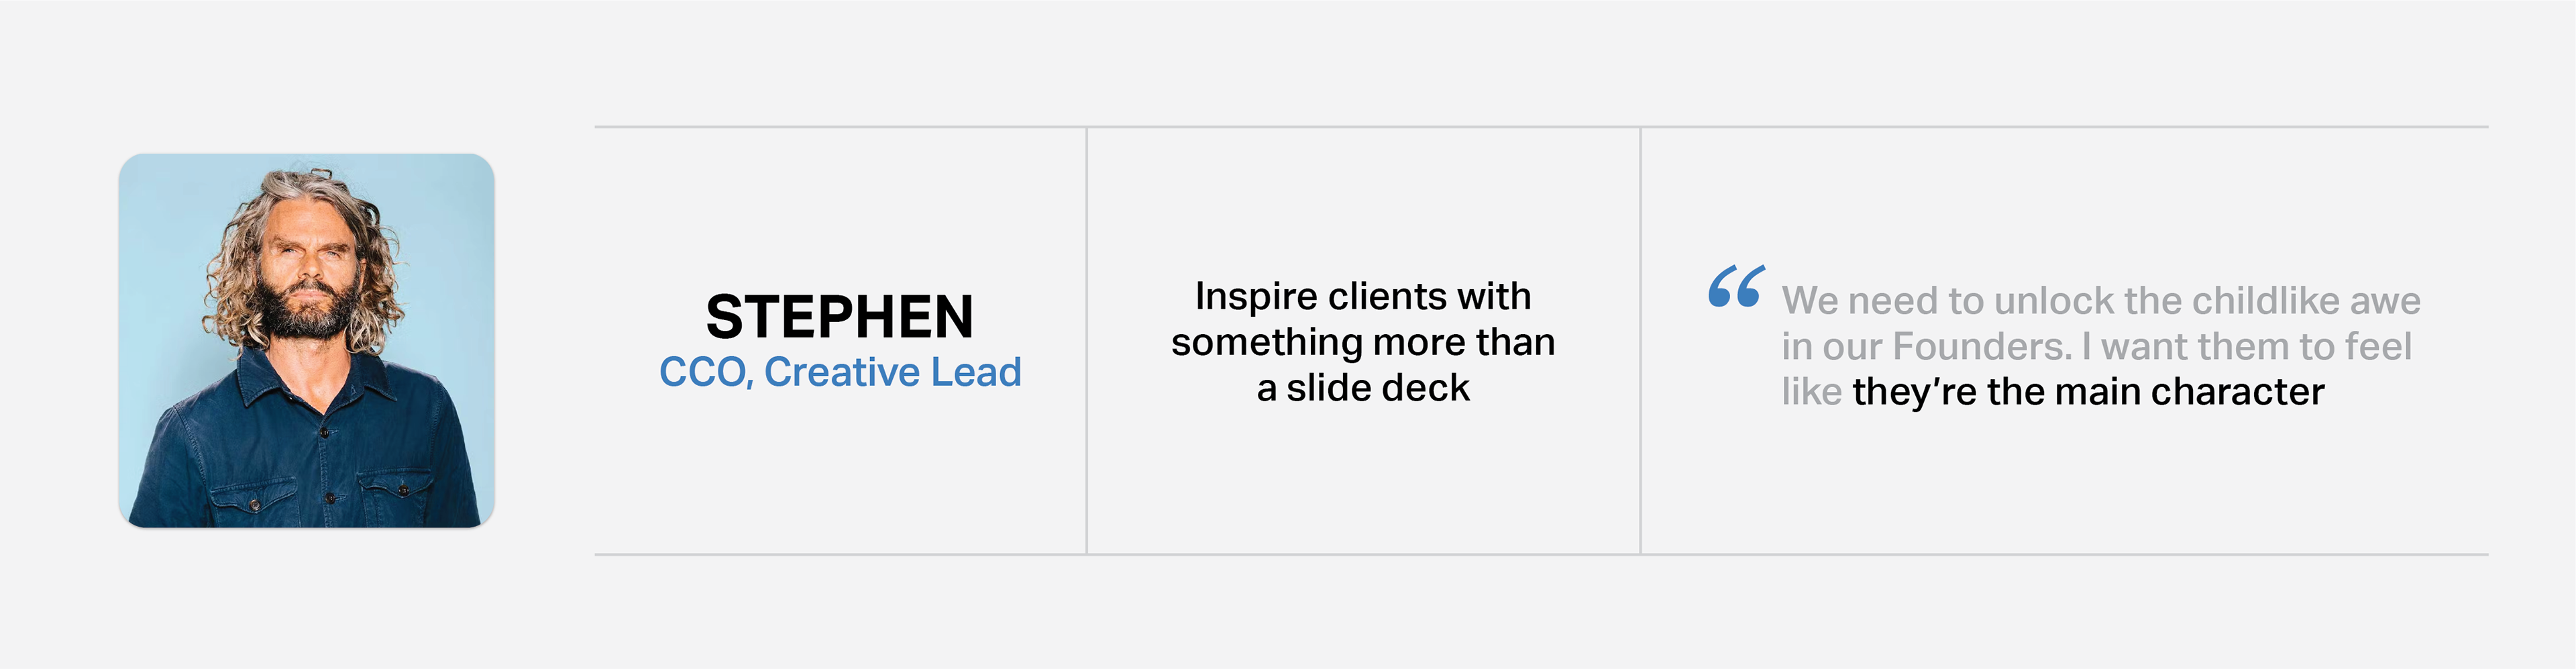 STEPHEN
CCO, Creative Lead
Inspire clients with
something more than
a slide deck
“ We need to unlock the childlike awe
in our Founders. I want them to feel
like they’re the main character